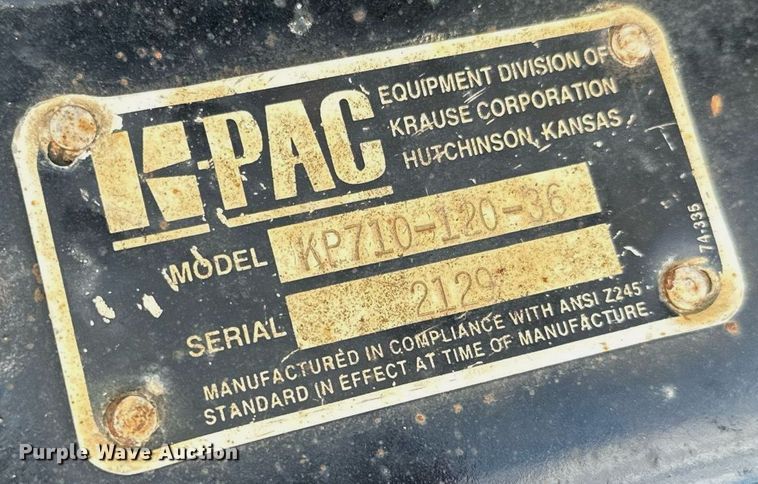 K-PAC
EQUIPMENT DIVISION OF
KRAUSE CORPORATION
HUTCHINSON, KANSAS
MODEL KP710-120-36
SERIAL 2129
MANUFACTURED IN COMPLIANCE WITH ANSI Z245
STANDARD IN EFFECT AT TIME OF MANUFACTURE.
74-335
Purple Wave Auction